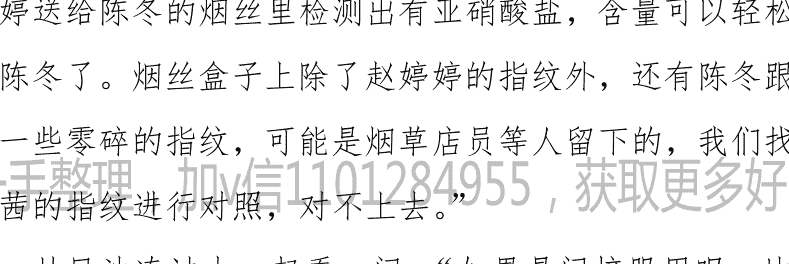 婷送给陈冬的烟丝里检测出有亚硝酸盐，含量可以轻松
陈冬了。烟丝盒子上除了赵婷婷的指纹外，还有陈冬跟
一些零碎的指纹，可能是烟草店员等人留下的，我们找
手整理，加v信1101284955，获取更多好
茜的指纹进行对照，对不上去。”